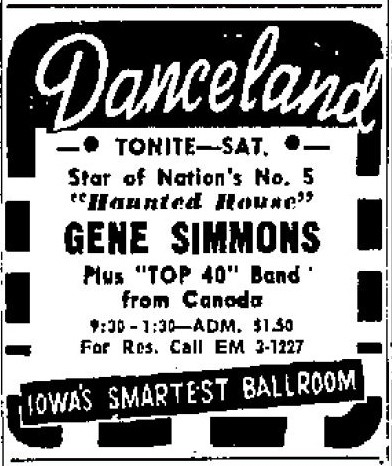 Danceland
TONITE—SAT.
Star of Nation's No. 5
"Haunted House"
GENE SIMMONS
Plus "TOP 40" Band
from Canada
9:30-1:30—ADM. $1.50
For Res. Call EM 3-1227
IOWA'S SMARTEST BALLROOM